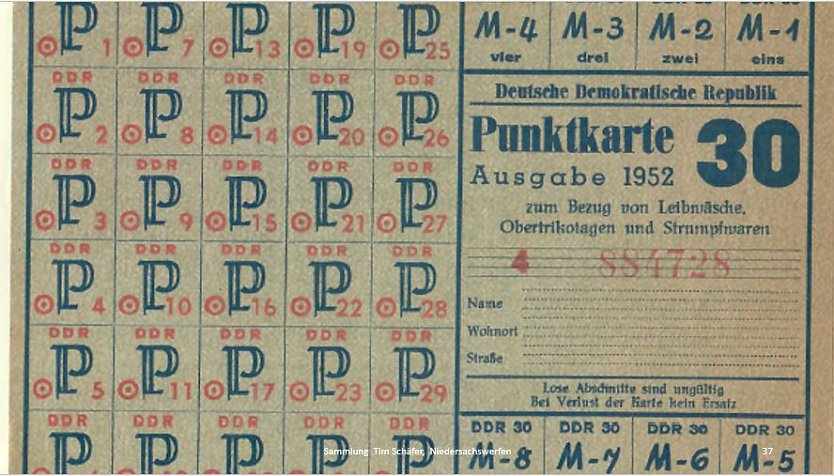 P 1 P 7 P 13 P 19 P 25
DDR DDR DDR DDR DDR
P 2 P 8 P 14 P 20 P 26
DDR DDR DDR DDR DDR
P 3 P 9 P 15 P 21 P 27
DDR DDR DDR DDR DDR
P 4 P 10 P 16 P 22 P 28
DDR DDR DDR DDR DDR
P 5 P 11 P 17 P 23 P 29
DDR DDR DDR DDR DDR
P P P P P
M-4 M-3 M-2 M-1
vier drei zwei eins
Deutsche Demokratische Republik
Punktkarte 30
Ausgabe 1952
zum Bezug von Leibwäsche,
Obertrikotagen und Strumpfwaren
4 884728
Name
Wohnort
Straße
Lose Abschnitte sind ungültig
Bei Verlust der Karte kein Ersatz
DDR 30 DDR 30 DDR 30 DDR 30
M-8 M-7 M-6 M-5
Sammlung Tim Schäfer, Niedersachswerfen
37